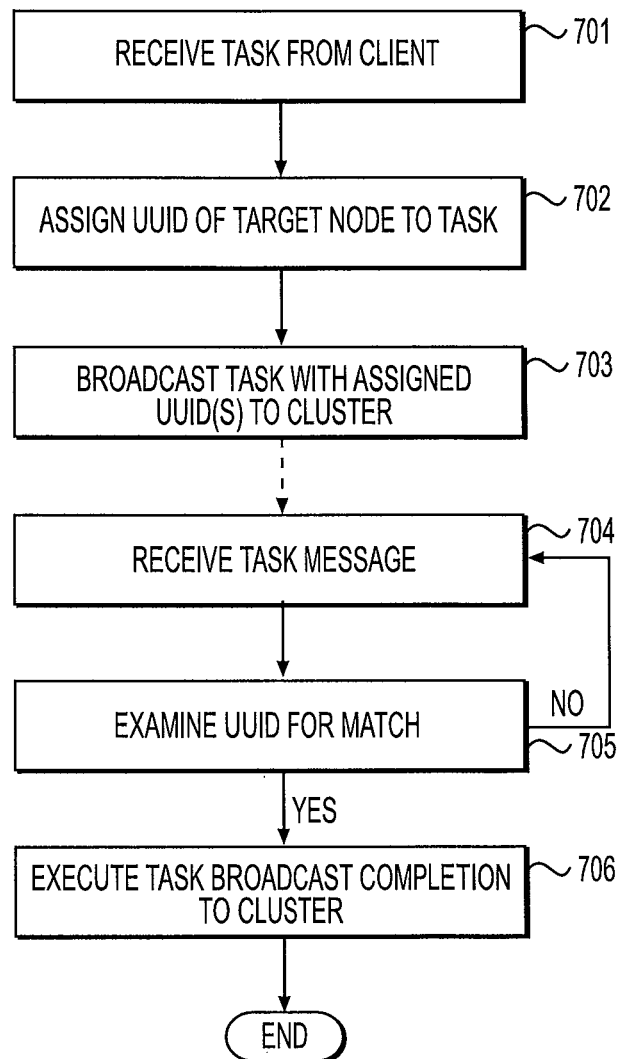 RECEIVE TASK FROM CLIENT
701
ASSIGN UUID OF TARGET NODE TO TASK
702
BROADCAST TASK WITH ASSIGNED
UUID(S) TO CLUSTER
703
RECEIVE TASK MESSAGE
704
EXAMINE UUID FOR MATCH
NO
705
YES
EXECUTE TASK BROADCAST COMPLETION
TO CLUSTER
706
END